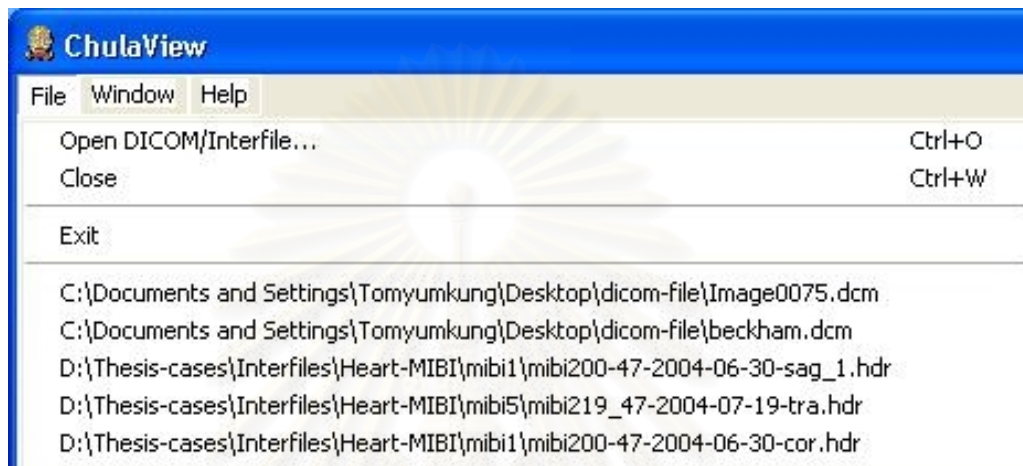 ChulaView
File Window Help
Open DICOM/Interfile... Ctrl+O
Close Ctrl+W
Exit
C:\Documents and Settings\Tomyumkung\Desktop\dicom-file\Image0075.dcm
C:\Documents and Settings\Tomyumkung\Desktop\dicom-file\beckham.dcm
D:\Thesis-cases\Interfiles\Heart-MIBI\mibi1\mibi200-47-2004-06-30-sag_1.hdr
D:\Thesis-cases\Interfiles\Heart-MIBI\mibi5\mibi219_47-2004-07-19-tra.hdr
D:\Thesis-cases\Interfiles\Heart-MIBI\mibi1\mibi200-47-2004-06-30-cor.hdr